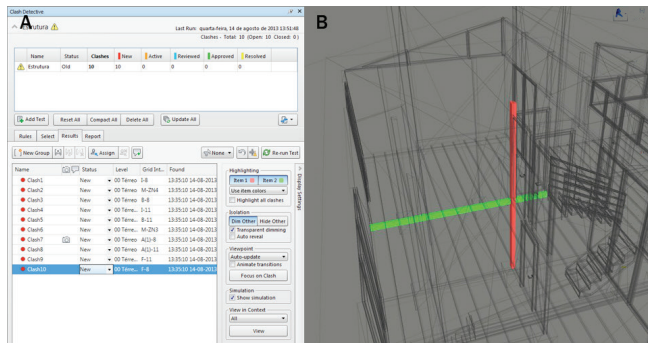 Clash Detective
A
B
Estrutura
Last Run: quarta-feira, 14 de agosto de 2013 13:51:46
Clashes - Total: 10 (Open: 10 Closed: 0)
Name Status Clashes New Active Reviewed Approved Resolved
Estrutura Old 10 10 0 0 0 0
Add Test Reset All Compact All Delete All Update All
Rules Select Results Report
New Group Assign None Re-run Test
Name Status Level Grid Int... Found
Clash1 New 00 Térreo I-8 13:35:10 14-08-2013
Clash2 New 00 Térreo M-ZN4 13:35:10 14-08-2013
Clash3 New 00 Térreo B-8 13:35:10 14-08-2013
Clash4 New 00 Térre... I-11 13:35:10 14-08-2013
Clash5 New 00 Térre... B-11 13:35:10 14-08-2013
Clash6 New 00 Térre... M-ZN3 13:35:10 14-08-2013
Clash7 New 00 Térreo A(1)-8 13:35:10 14-08-2013
Clash8 New 00 Térre... A(1)-11 13:35:10 14-08-2013
Clash9 New 00 Térre... F-11 13:35:10 14-08-2013
Clash10 New 00 Térreo F-8 13:35:10 14-08-2013
Display Settings
Highlighting
Item 1 Item 2
Use item colors
Highlight all clashes
Isolation
Dim Other Hide Other
Transparent dimming
Auto reveal
Viewpoint
Auto-update
Animate transitions
Focus on Clash
Simulation
Show simulation
View in Context
All
View